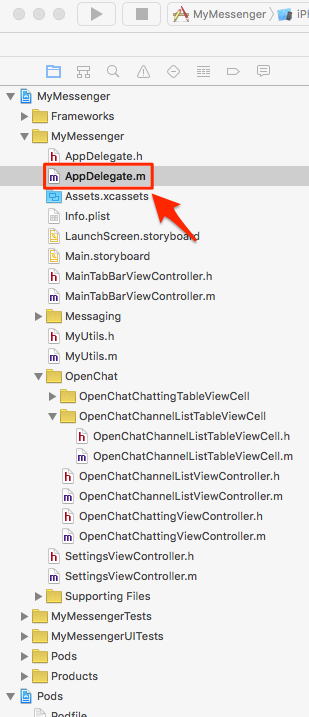 MyMessenger
iP
MyMessenger
Frameworks
MyMessenger
h AppDelegate.h
m AppDelegate.m
Assets.xcassets
Info.plist
LaunchScreen.storyboard
Main.storyboard
h MainTabBarViewController.h
m MainTabBarViewController.m
Messaging
h MyUtils.h
m MyUtils.m
OpenChat
OpenChatChattingTableViewCell
OpenChatChannelListTableViewCell
h OpenChatChannelListTableViewCell.h
m OpenChatChannelListTableViewCell.m
h OpenChatChannelListViewController.h
m OpenChatChannelListViewController.m
h OpenChatChattingViewController.h
m OpenChatChattingViewController.m
h SettingsViewController.h
m SettingsViewController.m
Supporting Files
MyMessengerTests
MyMessengerUITests
Pods
Products
Pods
Podfile